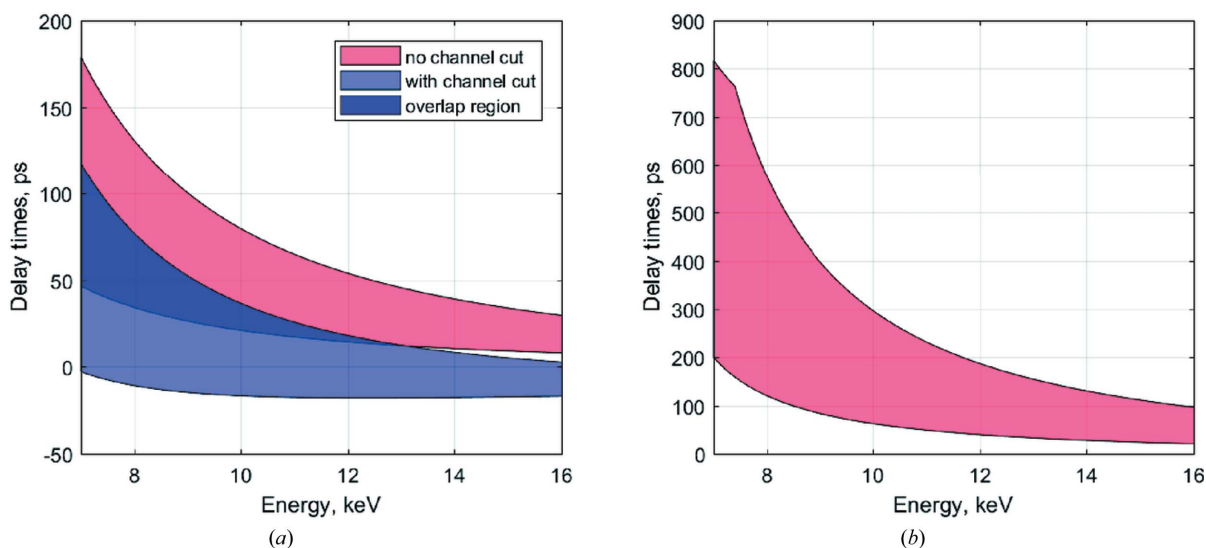 200
150
100
50
0
-50
8
10
12
14
16
Delay times, ps
Energy, keV
no channel cut
with channel cut
overlap region
(a)
900
800
700
600
500
400
300
200
100
0
8
10
12
14
16
Delay times, ps
Energy, keV
(b)